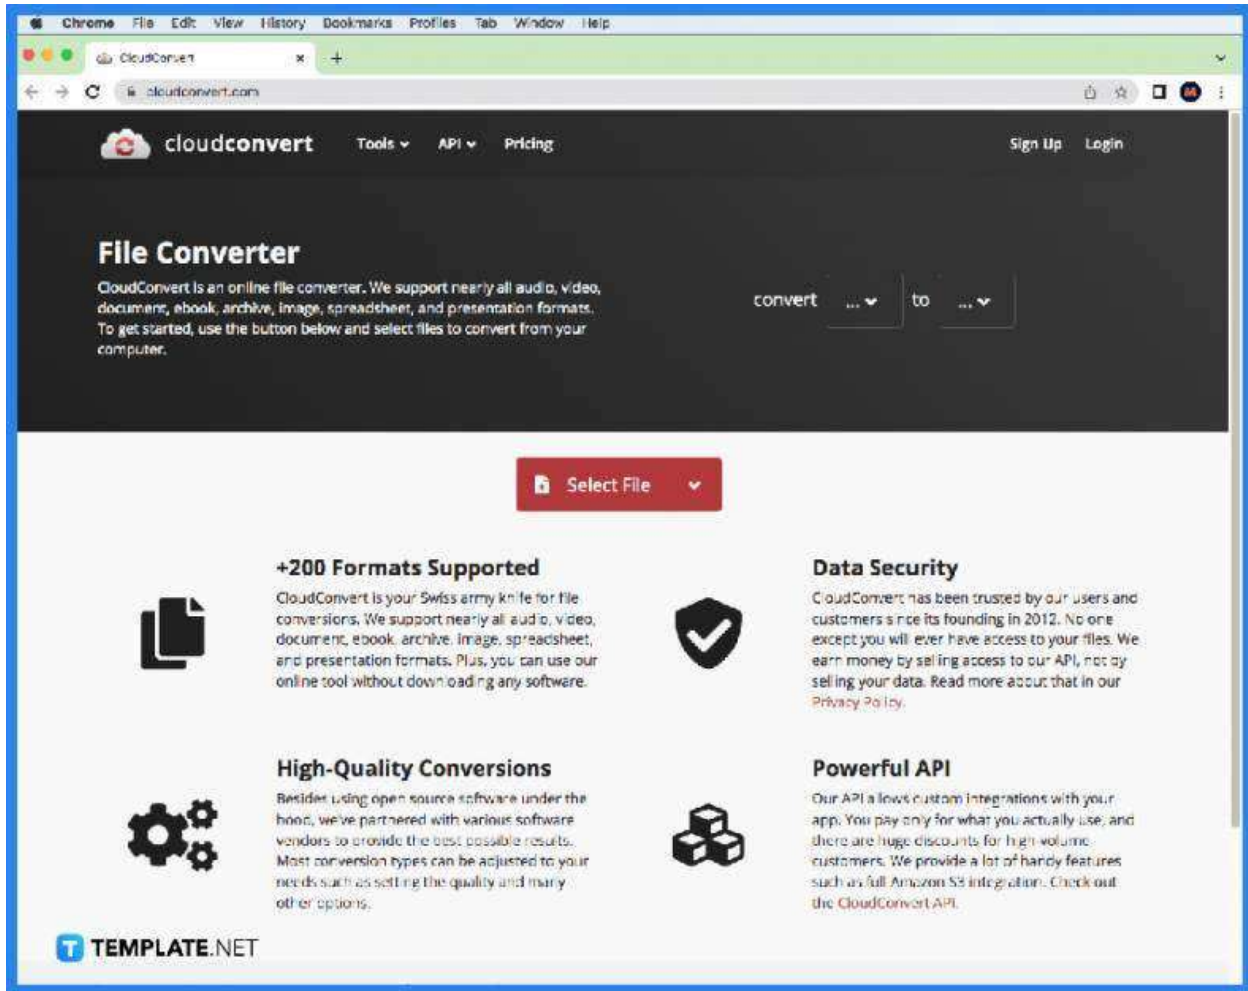 Chrome File Edit View History Bookmarks Profiles Tab Window Help
CloudConvert
cloudconvert.com
cloudconvert Tools API Pricing Sign Up Login
File Converter
CloudConvert is an online file converter. We support nearly all audio, video,
document, ebook, archive, image, spreadsheet, and presentation formats.
To get started, use the button below and select files to convert from your
computer.
convert ... to ...
Select File
+200 Formats Supported
CloudConvert is your Swiss army knife for file
conversions. We support nearly all audio, video,
document, ebook, archive, image, spreadsheet,
and presentation formats. Plus, you can use our
online tool without downloading any software.
Data Security
CloudConvert has been trusted by our users and
customers since its founding in 2012. No one
except you will ever have access to your files. We
earn money by selling access to our API, not by
selling your data. Read more about that in our
Privacy Policy.
High-Quality Conversions
Besides using open source software under the
hood, we've partnered with various software
vendors to provide the best possible results.
Most conversion types can be adjusted to your
needs such as setting the quality and many
other options.
Powerful API
Our API allows custom integrations with your
app. You pay only for what you actually use, and
there are huge discounts for high-volume
customers. We provide a lot of handy features
such as full Amazon S3 integration. Check out
the CloudConvert API.
T TEMPLATE.NET